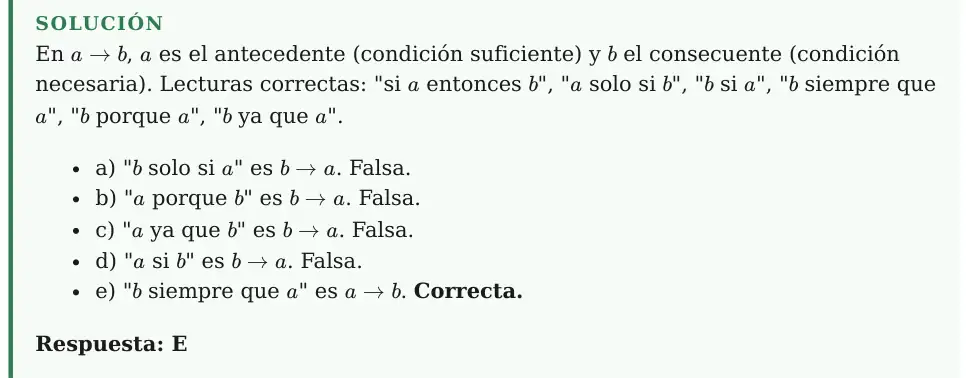 SOLUCIÓN
En a → b, a es el antecedente (condición suficiente) y b el consecuente (condición
necesaria). Lecturas correctas: "si a entonces b", "a solo si b", "b si a", "b siempre que
a", "b porque a", "b ya que a".
• a) "b solo si a" es b → a. Falsa.
• b) "a porque b" es b → a. Falsa.
• c) "a ya que b" es b → a. Falsa.
• d) "a si b" es b → a. Falsa.
• e) "b siempre que a" es a → b. Correcta.
Respuesta: E